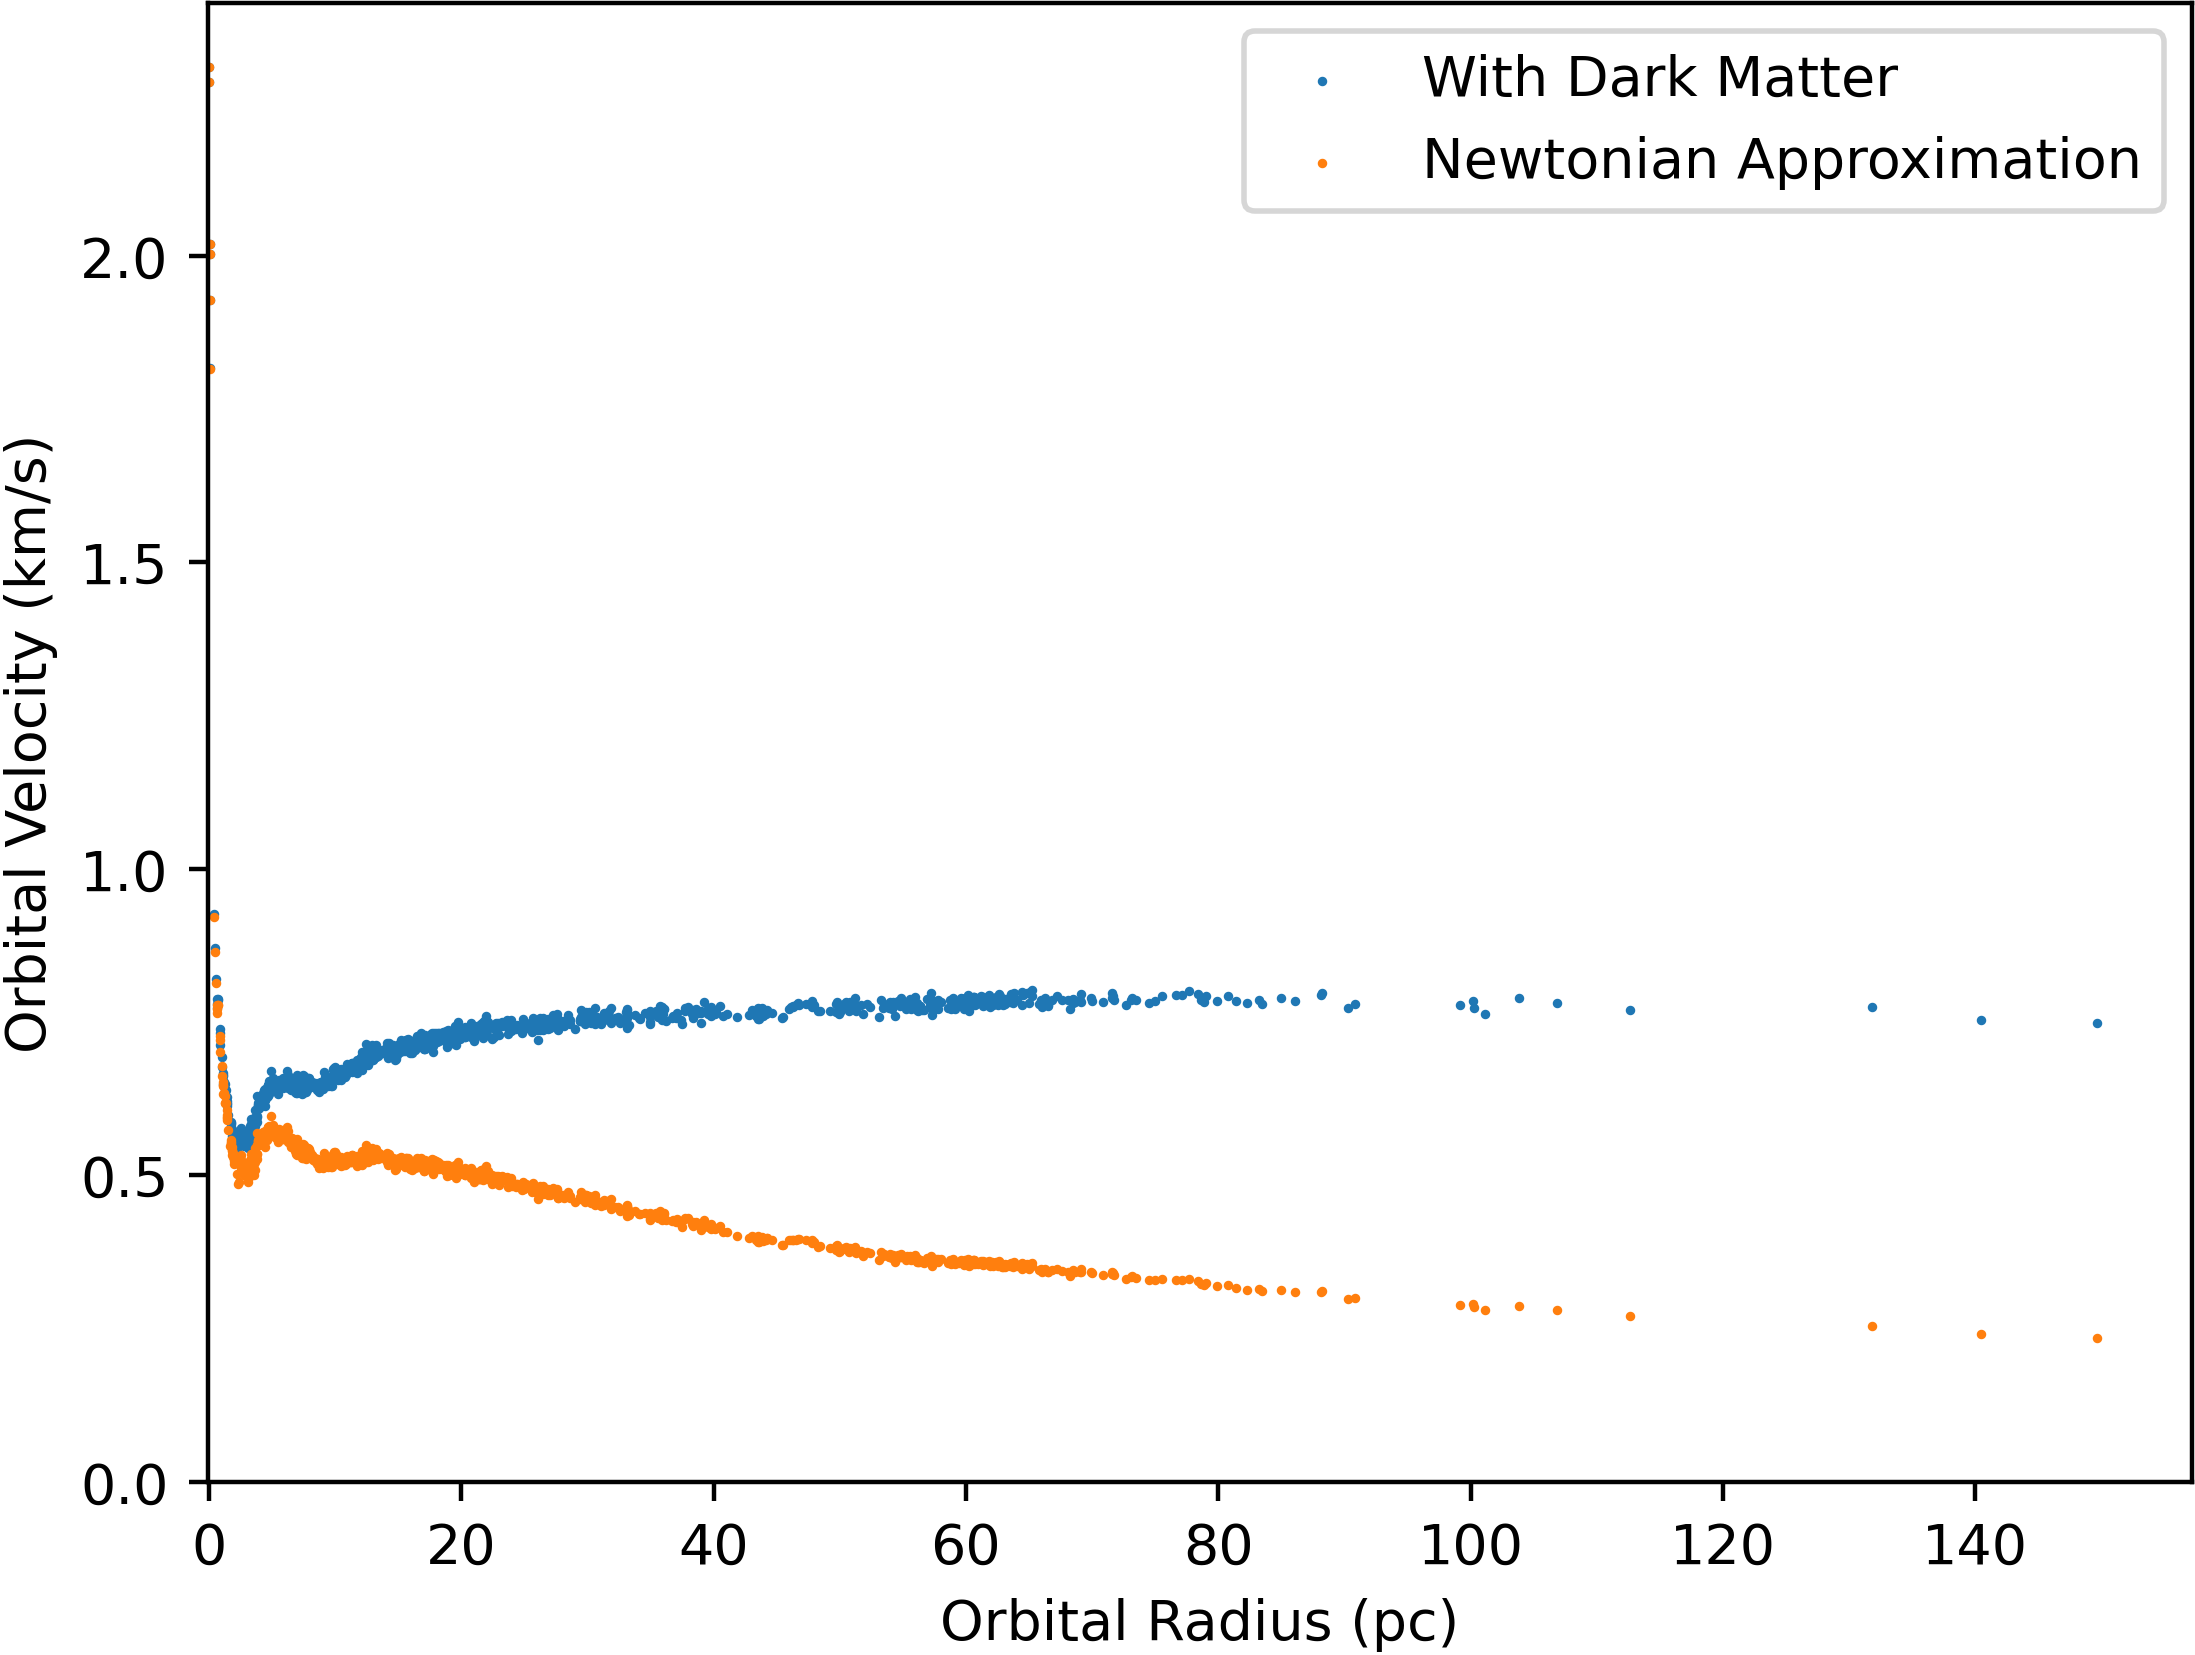 With Dark Matter
Newtonian Approximation
2.0
1.5
1.0
0.5
0.0
Orbital Velocity (km/s)
0 20 40 60 80 100 120 140
Orbital Radius (pc)